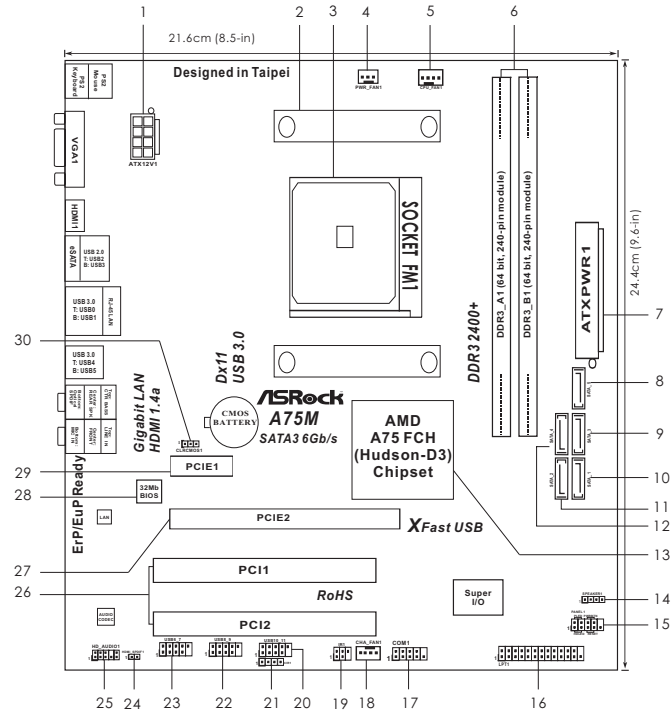 1 2 3 4 5 6
21.6cm (8.5-in)
24.4cm (9.6-in)
Designed in Taipei
PS2
Mouse
PS2
Keyboard
VGA1
HDMI1
eSATA
USB 2.0
T: USB2
B: USB3
USB 3.0
T: USB0
B: USB1
RJ-45 LAN
USB 3.0
T: USB4
B: USB5
ATX12V1
PWR_FAN1
CPU_FAN1
SOCKET FM1
DDR3_A1 (64 bit, 240-pin module)
DDR3_B1 (64 bit, 240-pin module)
DDR3 2400+
ATXPWR1
7
8
9
10
11
12
13
14
15
Dx11
USB 3.0
Gigabit LAN
HDMI 1.4a
ErP/EuP Ready
ASRock
A75M
SATA3 6Gb/s
CMOS
BATTERY
CLRCMOS1
AMD
A75 FCH
(Hudson-D3)
Chipset
30
29
28
27
26
PCIE1
32Mb
BIOS
LAN
PCIE2
XFast USB
PCI1
RoHS
PCI2
Super
I/O
AUDIO
CODEC
SPEAKER1
PANEL1
HD_AUDIO1
USB6_7
USB8_9
USB10_11
IR1
CHA_FAN1
COM1
LPT1
25 24 23 22 21 20 19 18 17 16